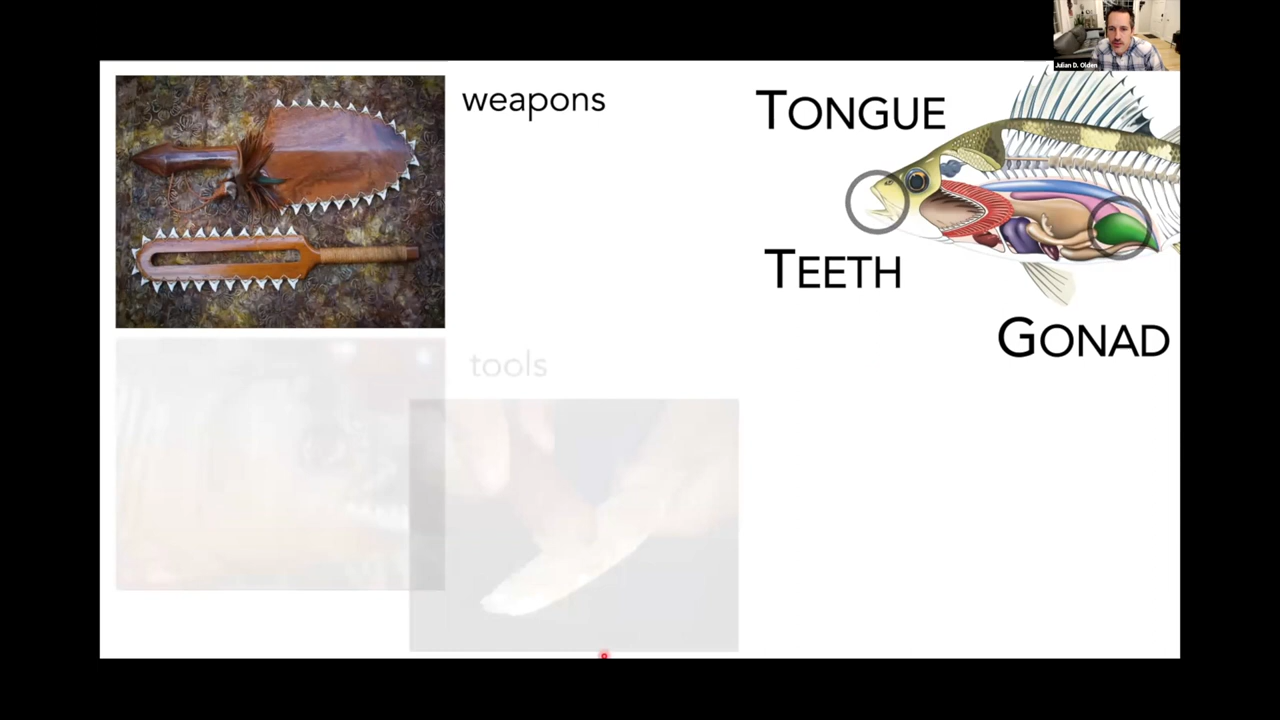 Julian D. Olden
weapons
TONGUE
TEETH
GONAD
tools